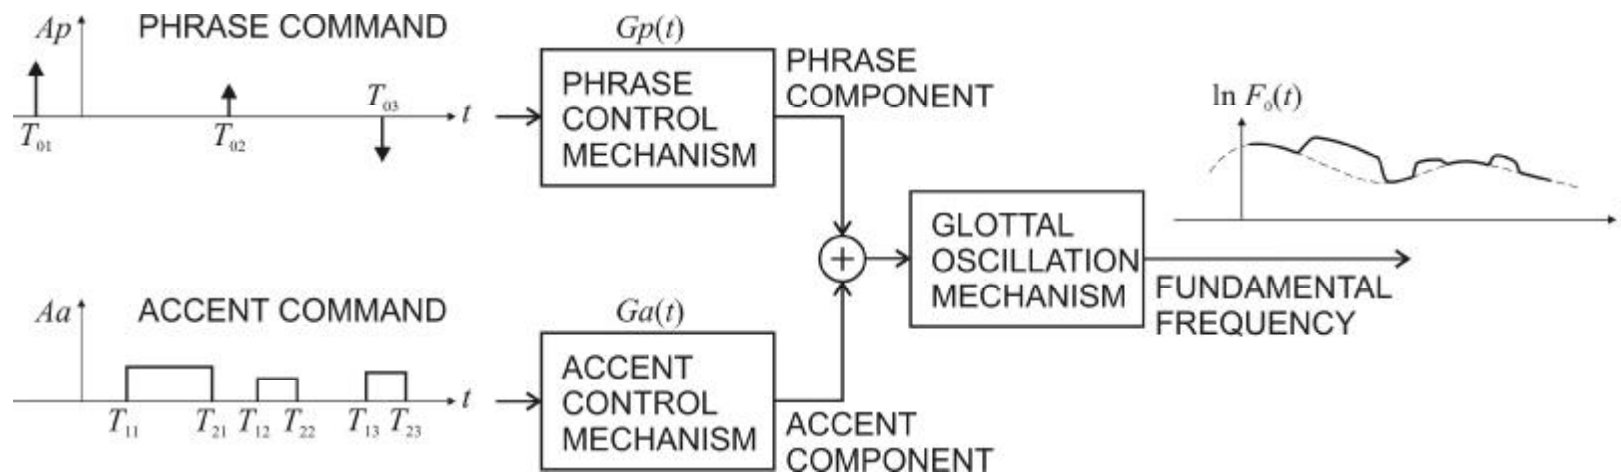 Ap
PHRASE COMMAND
T01
T02
T03
t
Gp(t)
PHRASE
CONTROL
MECHANISM
PHRASE
COMPONENT
Aa
ACCENT COMMAND
T11
T21
T12
T22
T13
T23
t
Ga(t)
ACCENT
CONTROL
MECHANISM
ACCENT
COMPONENT
+
GLOTTAL
OSCILLATION
MECHANISM
ln F0(t)
FUNDAMENTAL
FREQUENCY